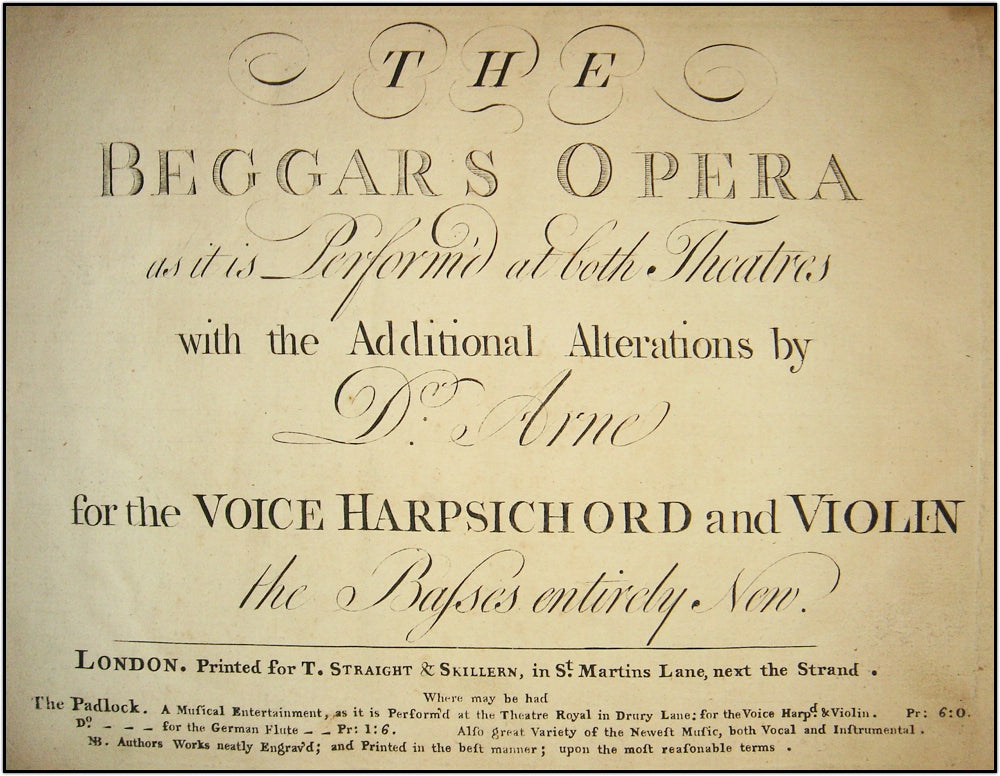 THE
BEGGARS OPERA
as it is Perform'd at both Theatres
with the Additional Alterations by
Dr. Arne
for the VOICE HARPSICHORD and VIOLIN
the Baſses entirely New.
LONDON. Printed for T. STRAIGHT & SKILLERN, in St. Martins Lane, next the Strand .
Where may be had
The Padlock. A Muſical Entertainment, as it is Perform'd at the Theatre Royal in Drury Lane: for the Voice Harpd. & Violin. Pr: 6:0.
Do. – – – for the German Flute – – Pr: 1:6. Alſo great Variety of the Neweſt Muſic, both Vocal and Inſtrumental .
NB. Authors Works neatly Engrav'd; and Printed in the beſt manner; upon the moſt reaſonable terms .